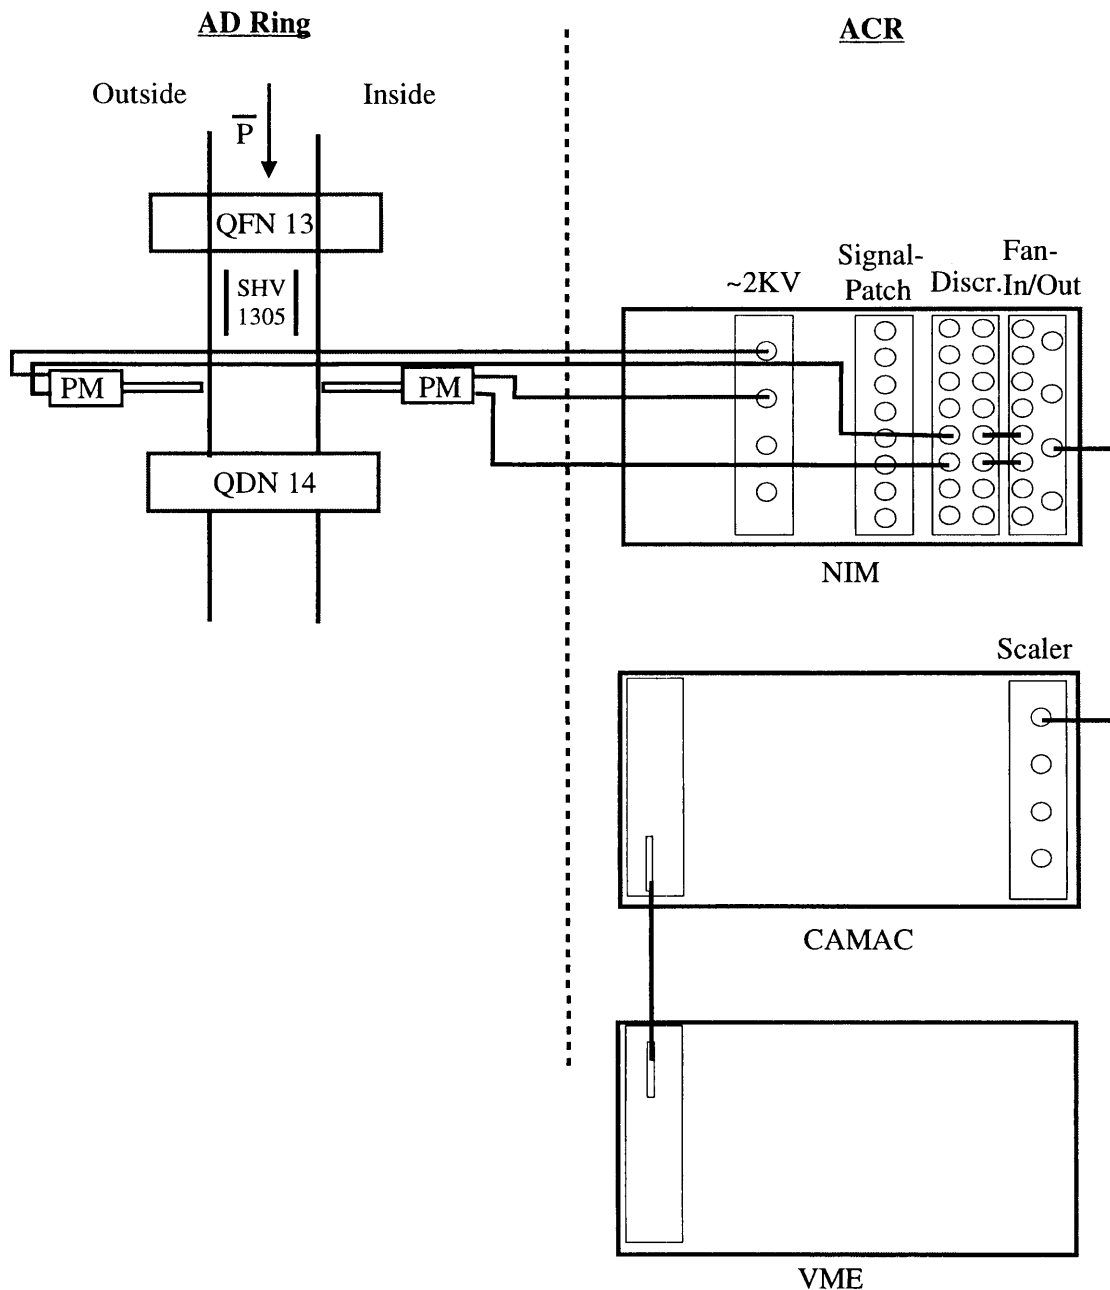 AD Ring
ACR
Outside
Inside
P
QFN 13
SHV
1305
PM
PM
QDN 14
~2KV
Signal-
Patch
Discr.
Fan-
In/Out
NIM
Scaler
CAMAC
VME